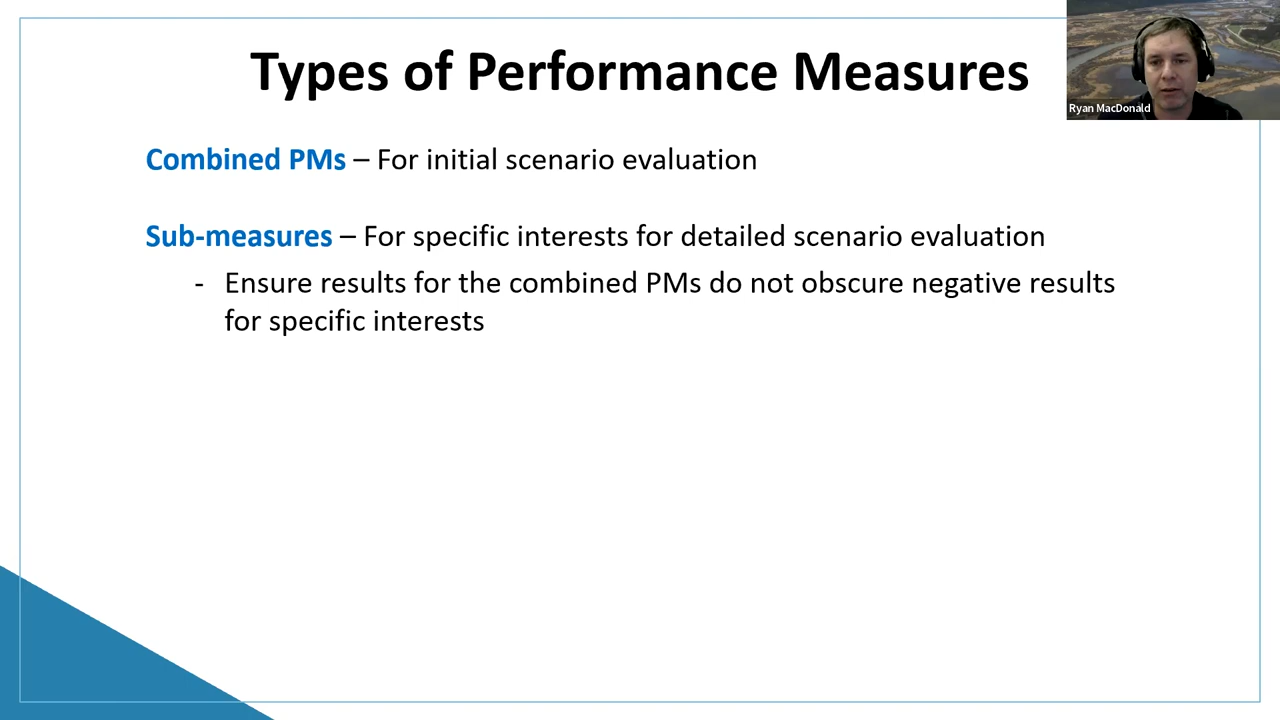 Types of Performance Measures
Ryan MacDonald
Combined PMs – For initial scenario evaluation
Sub-measures – For specific interests for detailed scenario evaluation
- Ensure results for the combined PMs do not obscure negative results
for specific interests